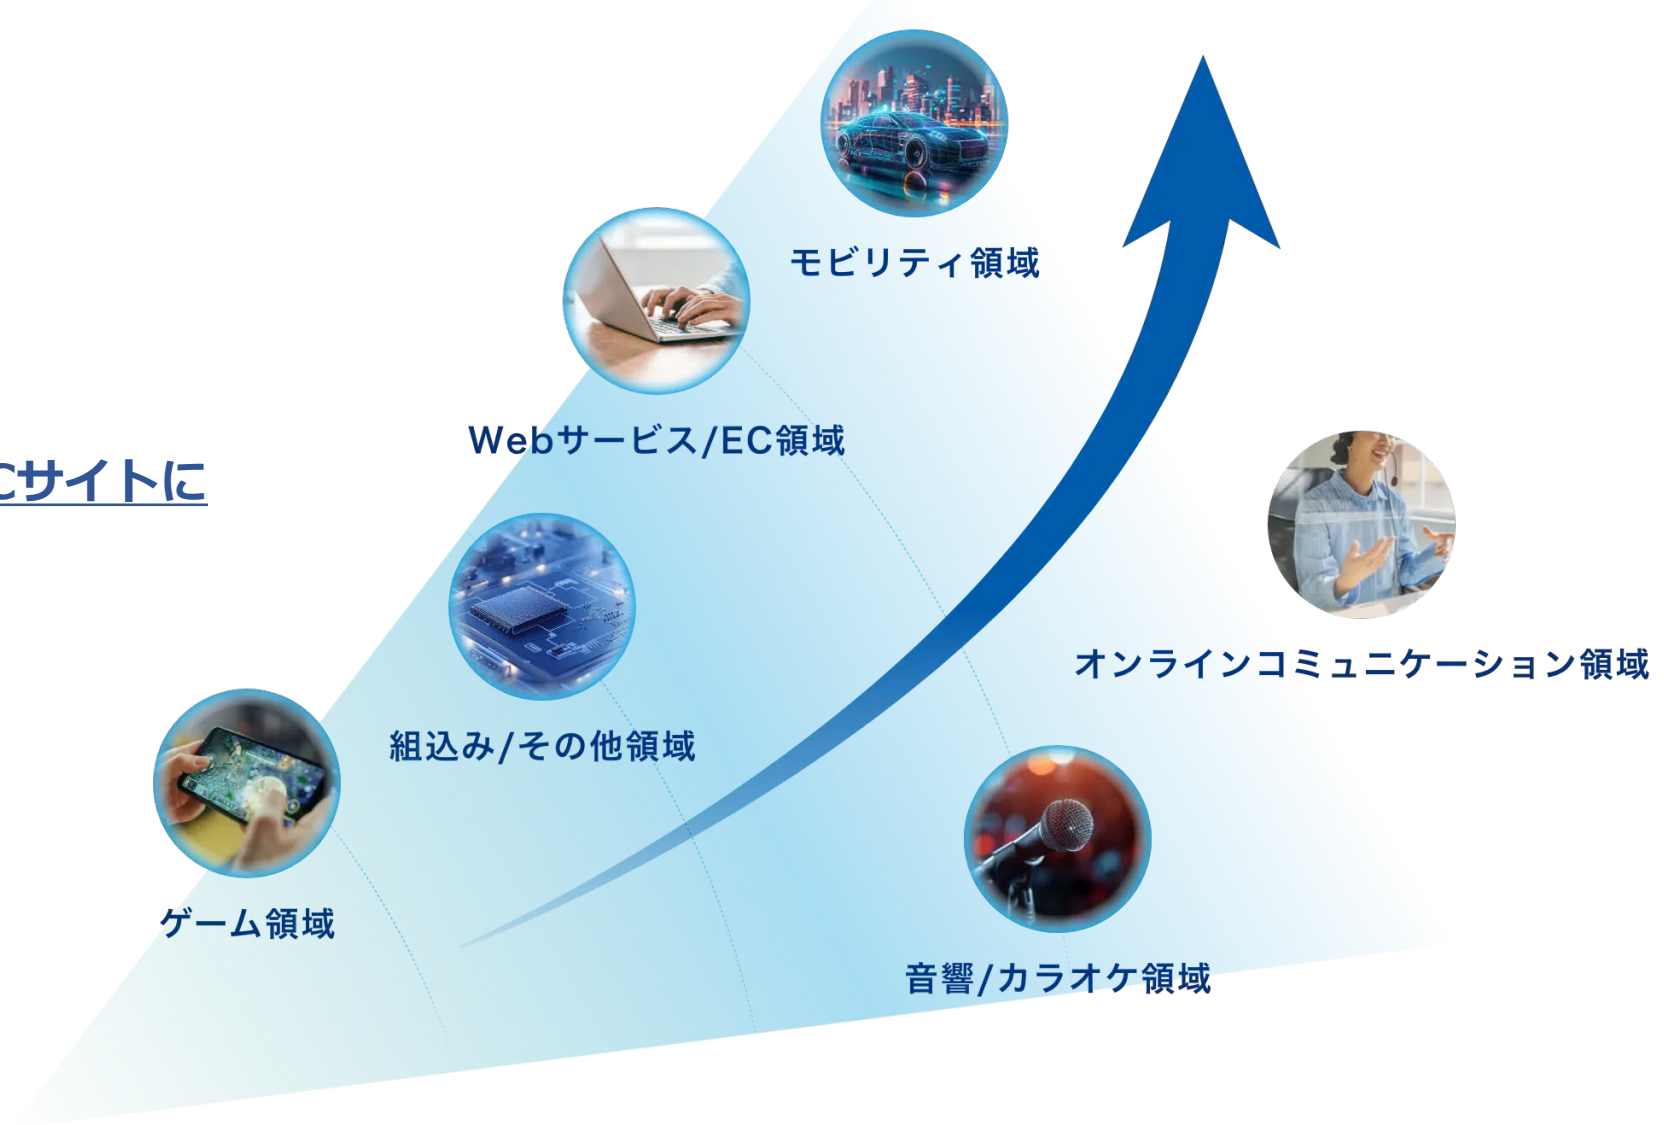 モビリティ領域
Webサービス/EC領域
Cサイトに
オンラインコミュニケーション領域
組込み/その他領域
ゲーム領域
音響/カラオケ領域